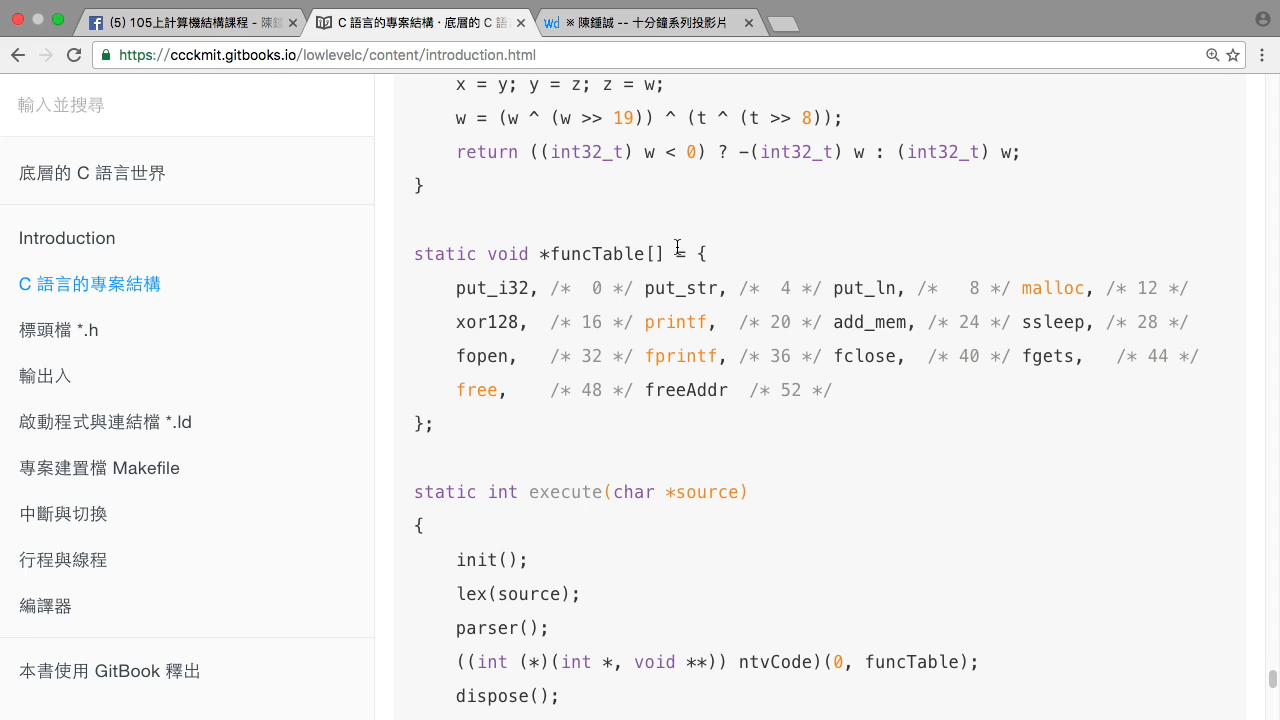 (5) 105上計算機結構課程 - 陳鍾
C 語言的專案結構 · 底層的 C 語言
Wd ※ 陳鍾誠 -- 十分鐘系列投影片
https://ccckmit.gitbooks.io/lowlevelc/content/introduction.html
輸入並搜尋
底層的 C 語言世界
Introduction
C 語言的專案結構
標頭檔 *.h
輸出入
啟動程式與連結檔 *.ld
專案建置檔 Makefile
中斷與切換
行程與線程
編譯器
本書使用 GitBook 釋出
x = y; y = z; z = w;
w = (w ^ (w >> 19)) ^ (t ^ (t >> 8));
return ((int32_t) w < 0) ? -(int32_t) w : (int32_t) w;
}
static void *funcTable[] = {
put_i32, /*  0 */ put_str, /*  4 */ put_ln, /*   8 */ malloc, /* 12 */
xor128,  /* 16 */ printf,  /* 20 */ add_mem, /* 24 */ ssleep, /* 28 */
fopen,   /* 32 */ fprintf, /* 36 */ fclose,  /* 40 */ fgets,   /* 44 */
free,    /* 48 */ freeAddr  /* 52 */
};
static int execute(char *source)
{
init();
lex(source);
parser();
((int (*)(int *, void **)) ntvCode)(0, funcTable);
dispose();